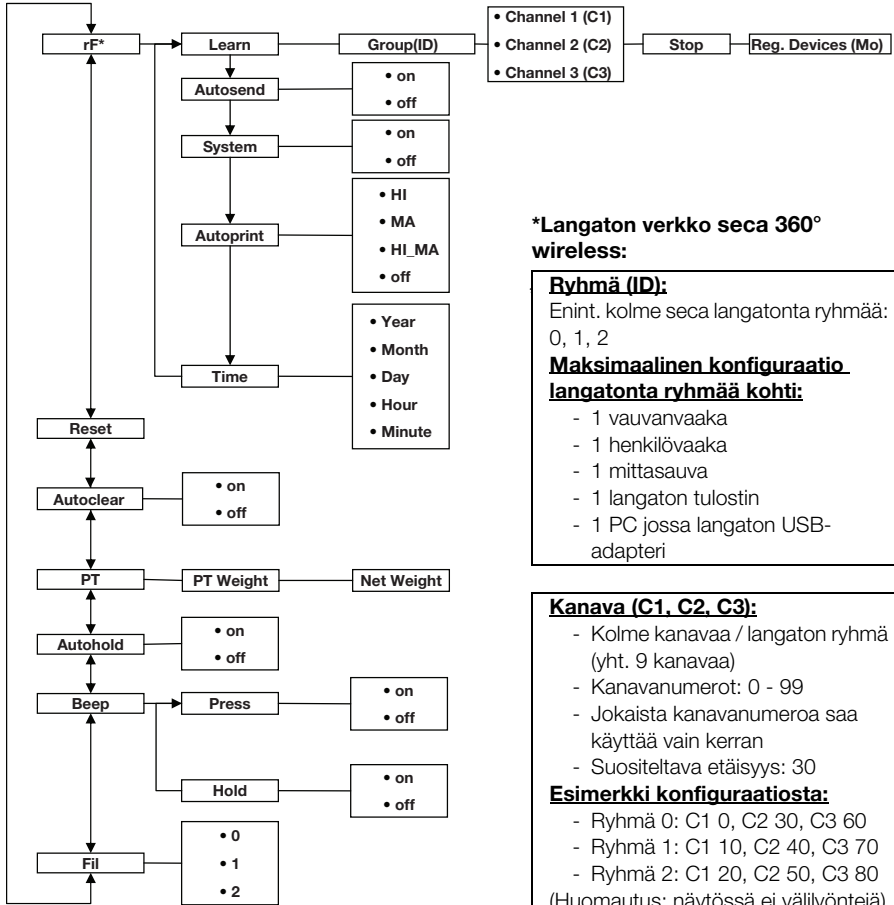 rF*
Learn
Group(ID)
• Channel 1 (C1)
• Channel 2 (C2)
• Channel 3 (C3)
Stop
Reg. Devices (Mo)
Autosend
• on
• off
System
• on
• off
Autoprint
• HI
• MA
• HI_MA
• off
Time
• Year
• Month
• Day
• Hour
• Minute
Reset
Autoclear
• on
• off
PT
PT Weight
Net Weight
Autohold
• on
• off
Beep
Press
• on
• off
Hold
• on
• off
Fil
• 0
• 1
• 2
*Langaton verkko seca 360°
wireless:
Ryhmä (ID):
Enint. kolme seca langatonta ryhmää:
0, 1, 2
Maksimaalinen konfiguraatio
langatonta ryhmää kohti:
- 1 vauvanvaaka
- 1 henkilövaaka
- 1 mittasauva
- 1 langaton tulostin
- 1 PC jossa langaton USB-
adapteri
Kanava (C1, C2, C3):
- Kolme kanavaa / langaton ryhmä
(yht. 9 kanavaa)
- Kanavanumerot: 0 - 99
- Jokaista kanavanumeroa saa
käyttää vain kerran
- Suositeltava etäisyys: 30
Esimerkki konfiguraatiosta:
- Ryhmä 0: C1 0, C2 30, C3 60
- Ryhmä 1: C1 10, C2 40, C3 70
- Ryhmä 2: C1 20, C2 50, C3 80
(Huomautus: näytössä ei välilyöntejä)